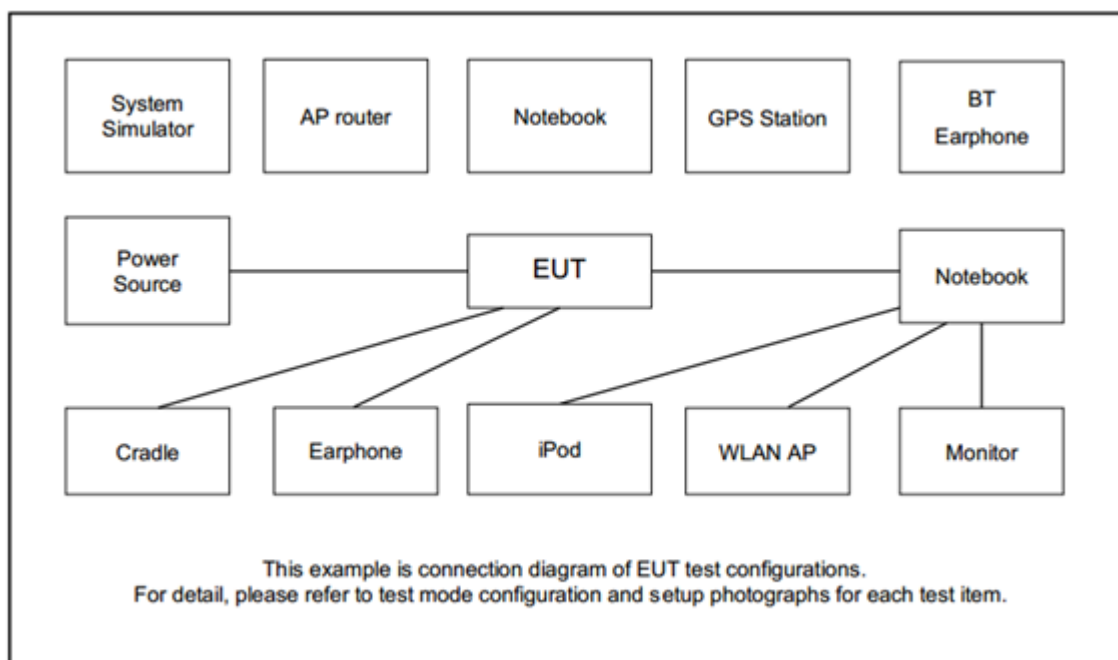 System
Simulator
AP router
Notebook
GPS Station
BT
Earphone
Power
Source
EUT
Notebook
Cradle
Earphone
iPod
WLAN AP
Monitor
This example is connection diagram of EUT test configurations.
For detail, please refer to test mode configuration and setup photographs for each test item.